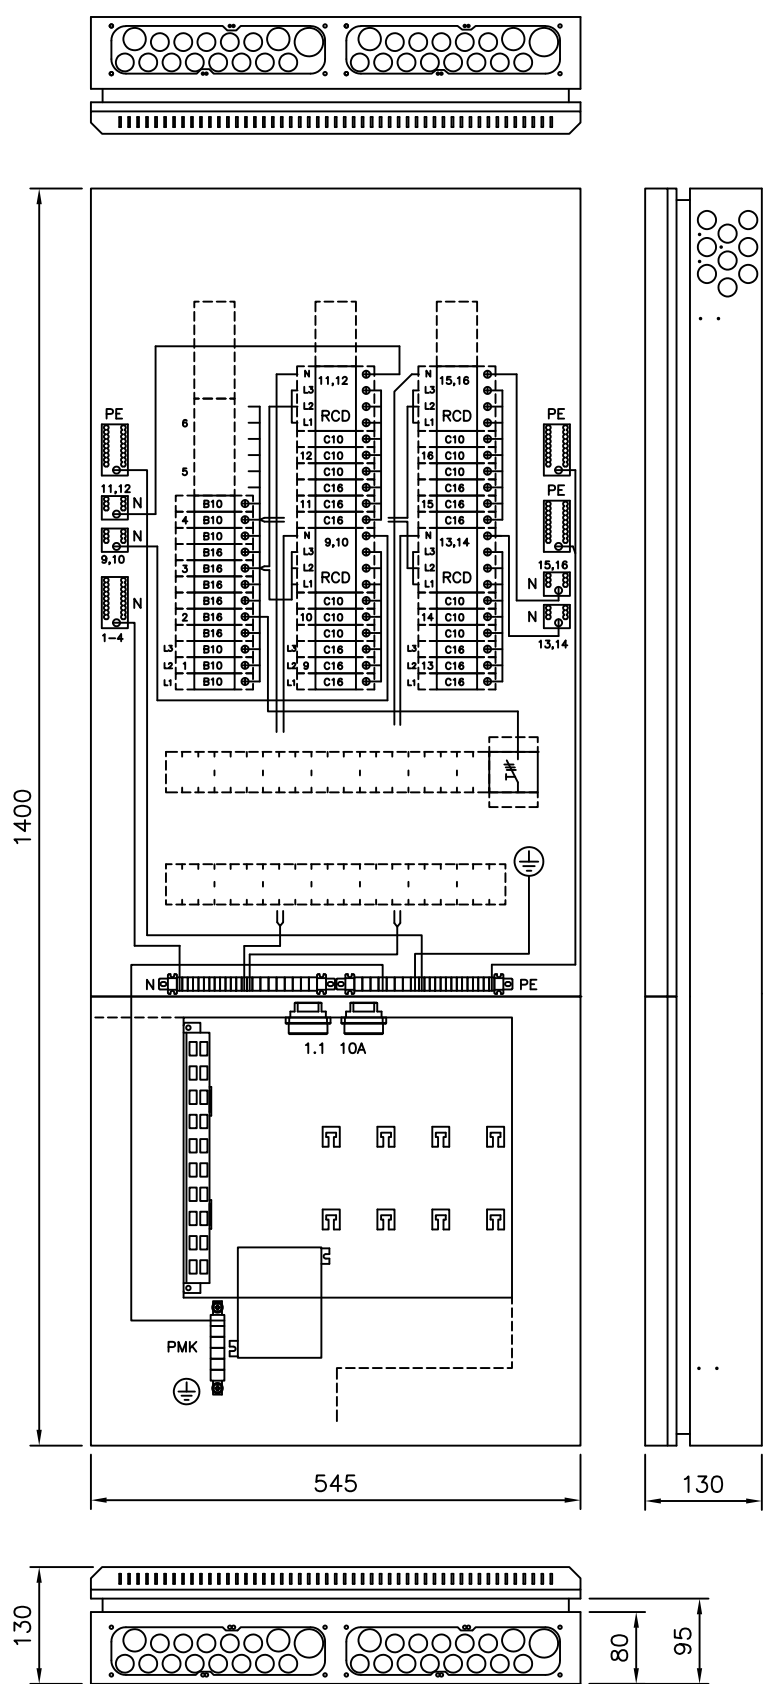 N 11,12 N 15,16
L3 L3
L2 RCD L2 RCD
L1 L1
PE 6 C10 C10 PE
12 C10 16 C10
5 C10 C10
11,12 C16 C16 PE
N B10 11 C16 15 C16
4 B10 C16 C16
N B10 N 9,10 N 13,14
9,10 B16 L3 L3
3 B16 L2 RCD L2 RCD 15,16
B16 L1 L1 N
N B16 C10 C10
2 B16 10 C10 14 C10 N
1-4 B16 C10 C10 13,14
L3 B10 L3 C16 L3 C16
L2 1 B10 L2 9 C16 L2 13 C16
L1 B10 L1 C16 L1 C16
1400
N PE
1.1 10A
PMK
545 130
130 80 95